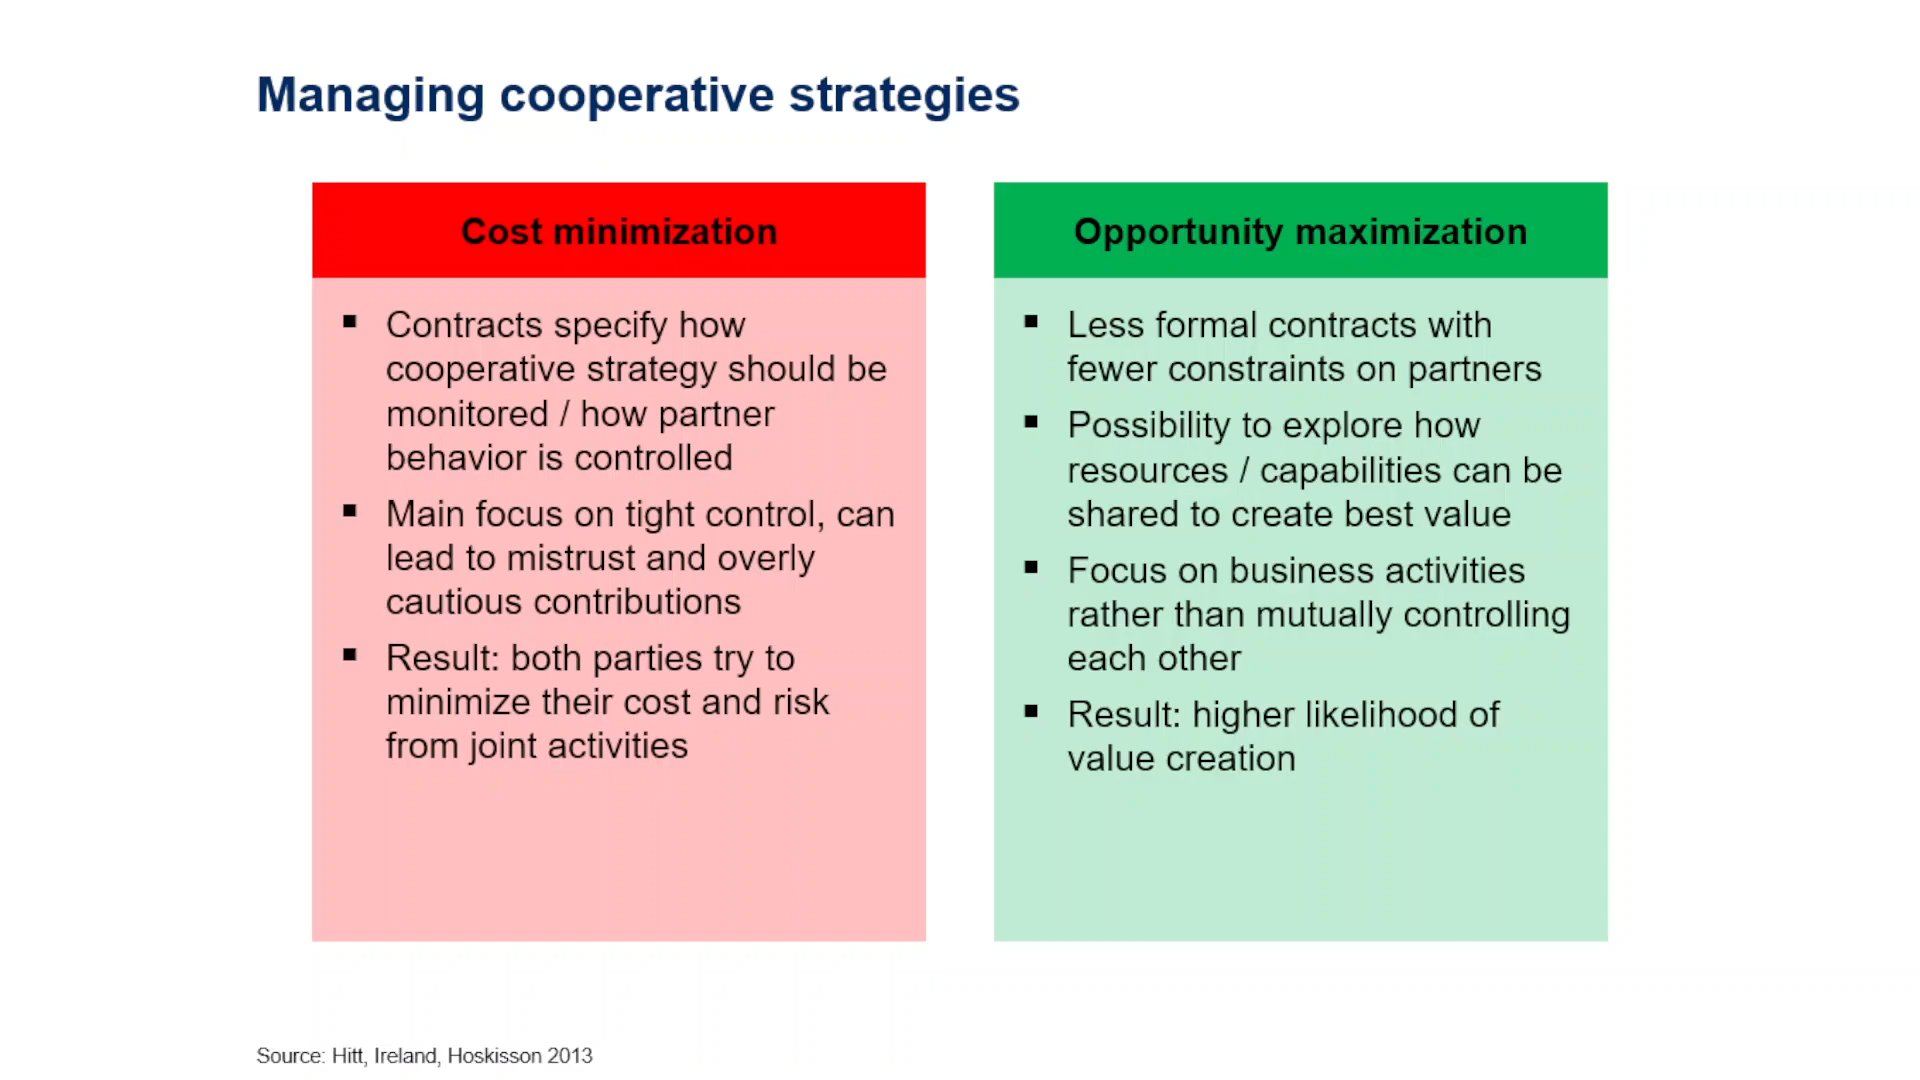 Managing cooperative strategies
Cost minimization
▪ Contracts specify how
cooperative strategy should be
monitored / how partner
behavior is controlled
▪ Main focus on tight control, can
lead to mistrust and overly
cautious contributions
▪ Result: both parties try to
minimize their cost and risk
from joint activities
Opportunity maximization
▪ Less formal contracts with
fewer constraints on partners
▪ Possibility to explore how
resources / capabilities can be
shared to create best value
▪ Focus on business activities
rather than mutually controlling
each other
▪ Result: higher likelihood of
value creation
Source: Hitt, Ireland, Hoskisson 2013